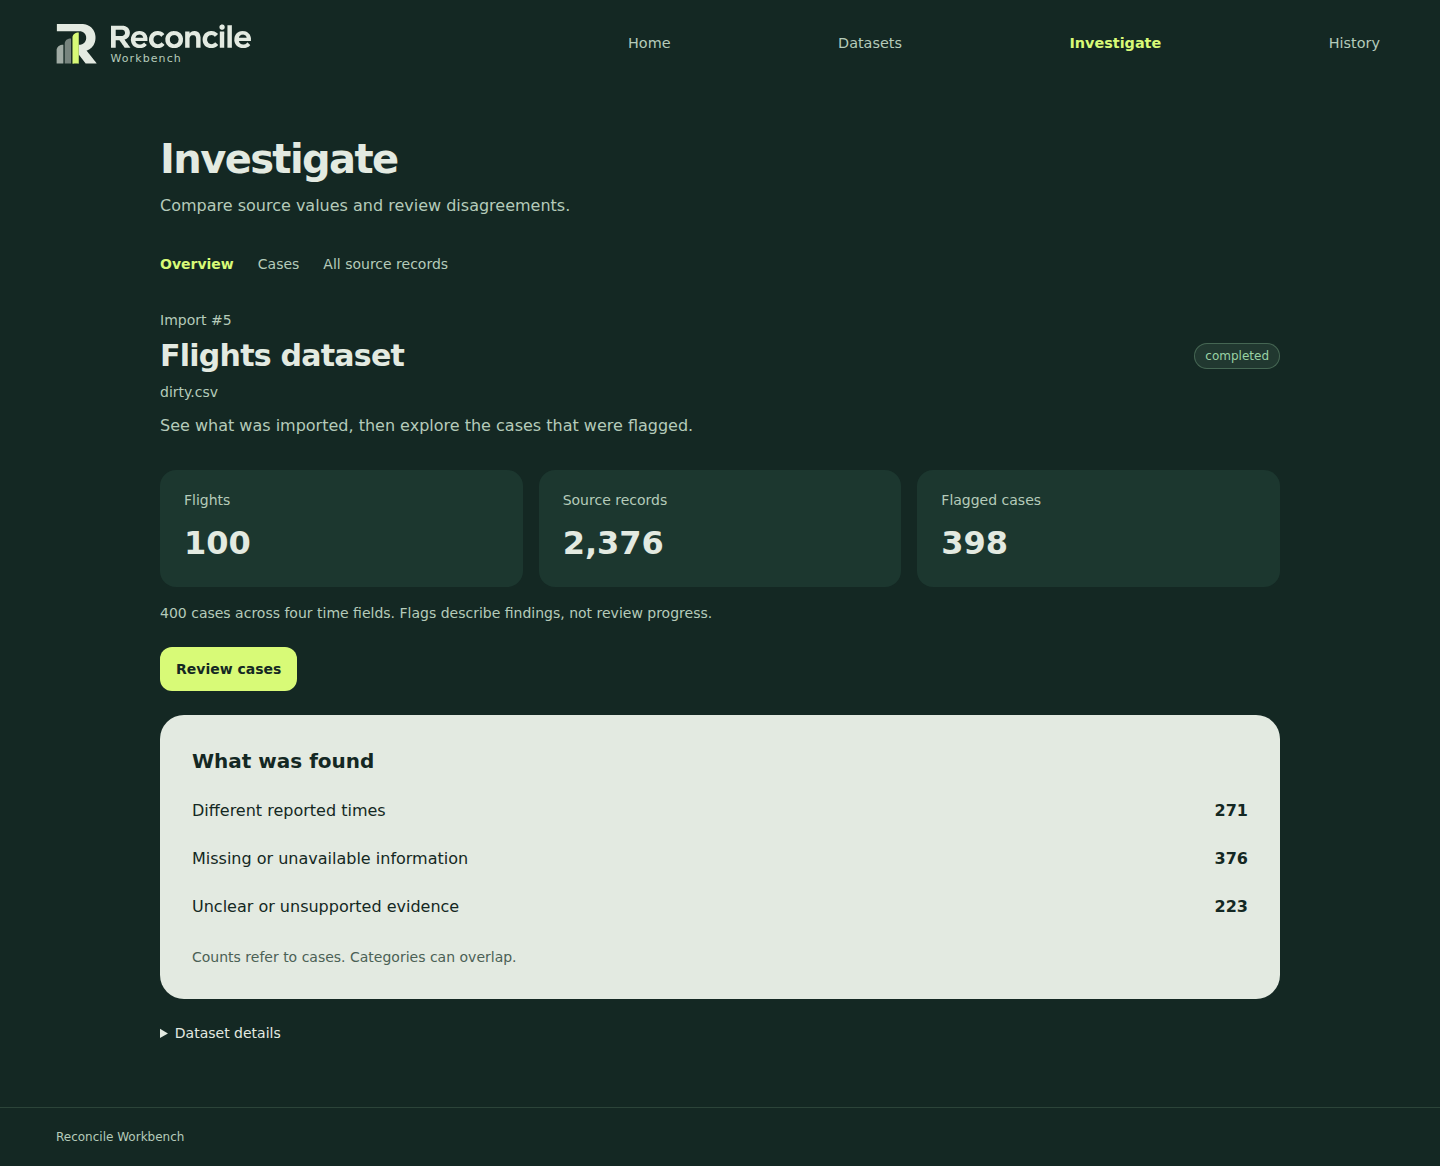 Reconcile
Workbench
Home
Datasets
Investigate
History
Investigate
Compare source values and review disagreements.
Overview
Cases
All source records
Import #5
Flights dataset
completed
dirty.csv
See what was imported, then explore the cases that were flagged.
Flights
100
Source records
2,376
Flagged cases
398
400 cases across four time fields. Flags describe findings, not review progress.
Review cases
What was found
Different reported times 271
Missing or unavailable information 376
Unclear or unsupported evidence 223
Counts refer to cases. Categories can overlap.
Dataset details
Reconcile Workbench